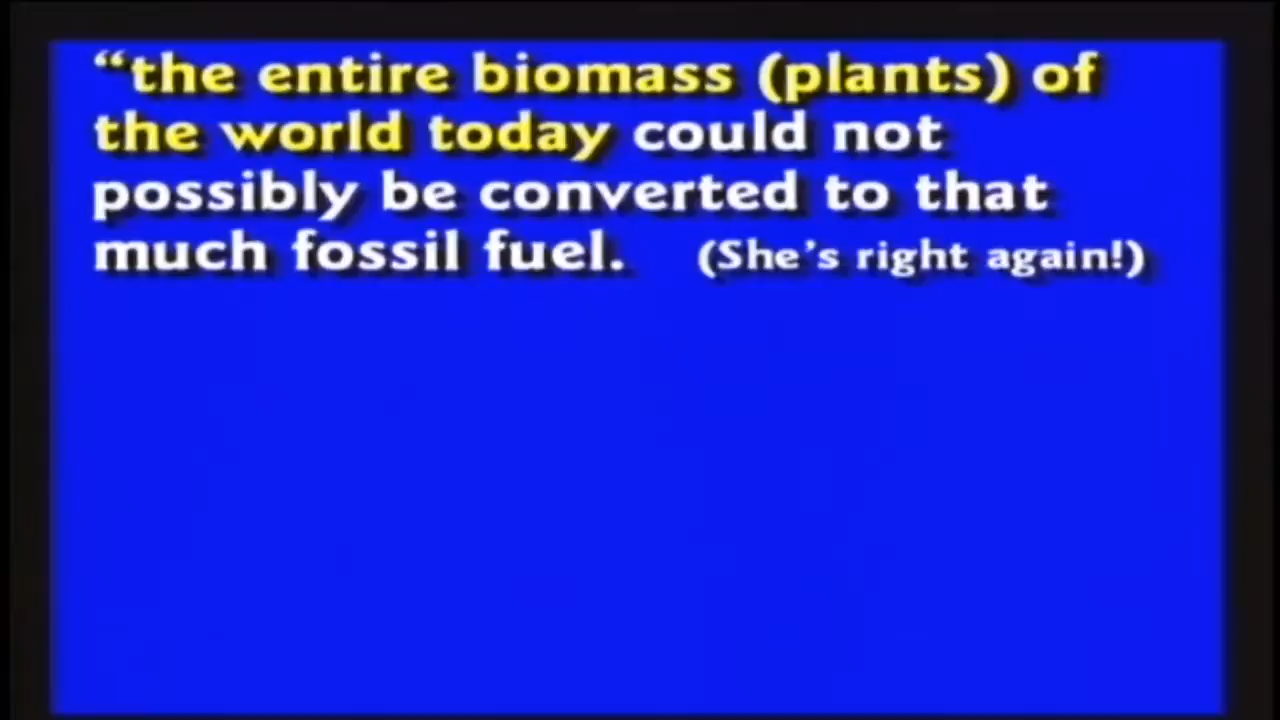 “the entire biomass (plants) of
the world today could not
possibly be converted to that
much fossil fuel. (She’s right again!)